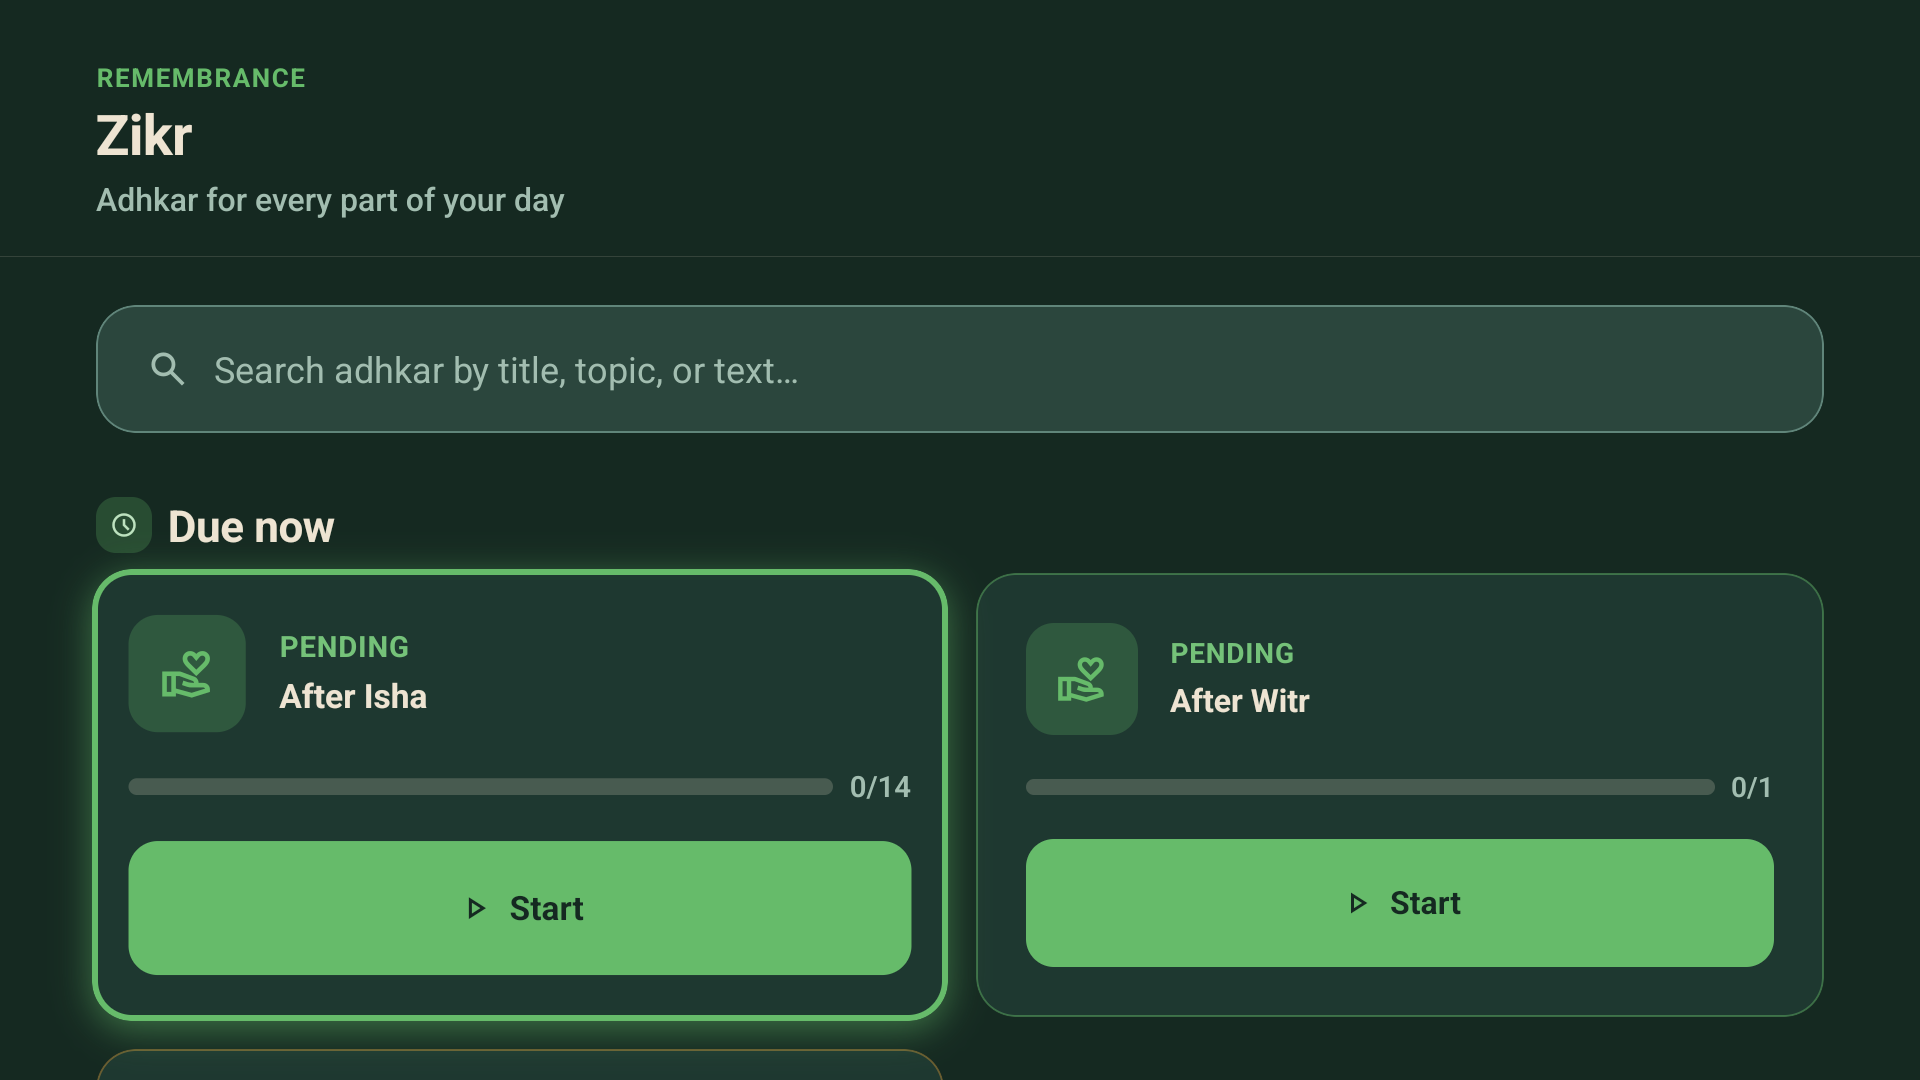 REMEMBRANCE
Zikr
Adhkar for every part of your day
Search adhkar by title, topic, or text…
Due now
PENDING
After Isha
0/14
Start
PENDING
After Witr
0/1
Start